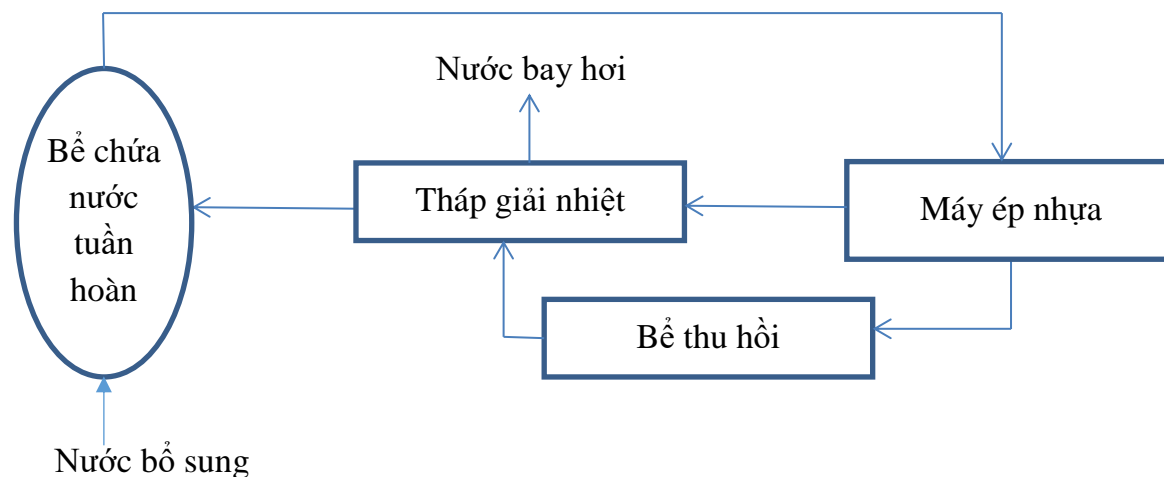 Nước bay hơi
Bể chứa
nước
tuần
hoàn
Tháp giải nhiệt
Máy ép nhựa
Bể thu hồi
Nước bổ sung